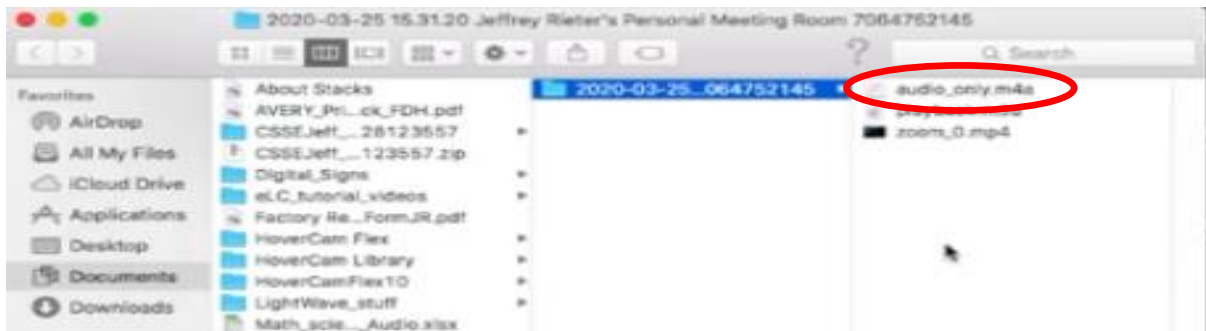 2020-03-25 15.31.20 Jeffrey Rieter's Personal Meeting Room 7064752145
Search
Favorites
AirDrop
All My Files
iCloud Drive
Applications
Desktop
Documents
Downloads
About Stacks
AVERY_Pri...ck_FDH.pdf
CSSEJeff_...28123557
CSSEJeff_...123557.zip
Digital_Signs
eLC_tutorial_videos
Factory Re...FormJR.pdf
HoverCam Flex
HoverCam Library
HoverCamFlex10
LightWave_stuff
Math_scie..._Audio.xlsx
2020-03-25...064752145
audio_only.m4a
zoom_0.mp4